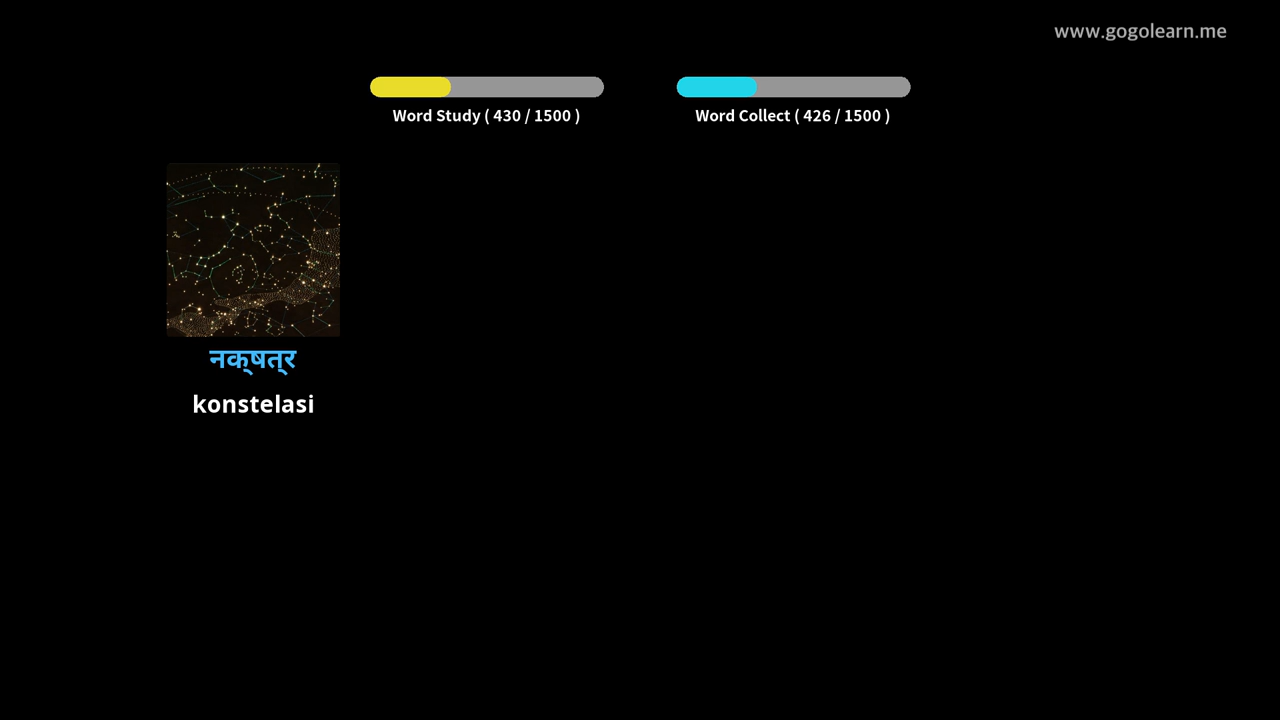 www.gogolearn.me
Word Study ( 430 / 1500 )
Word Collect ( 426 / 1500 )
नक्षत्र
konstelasi